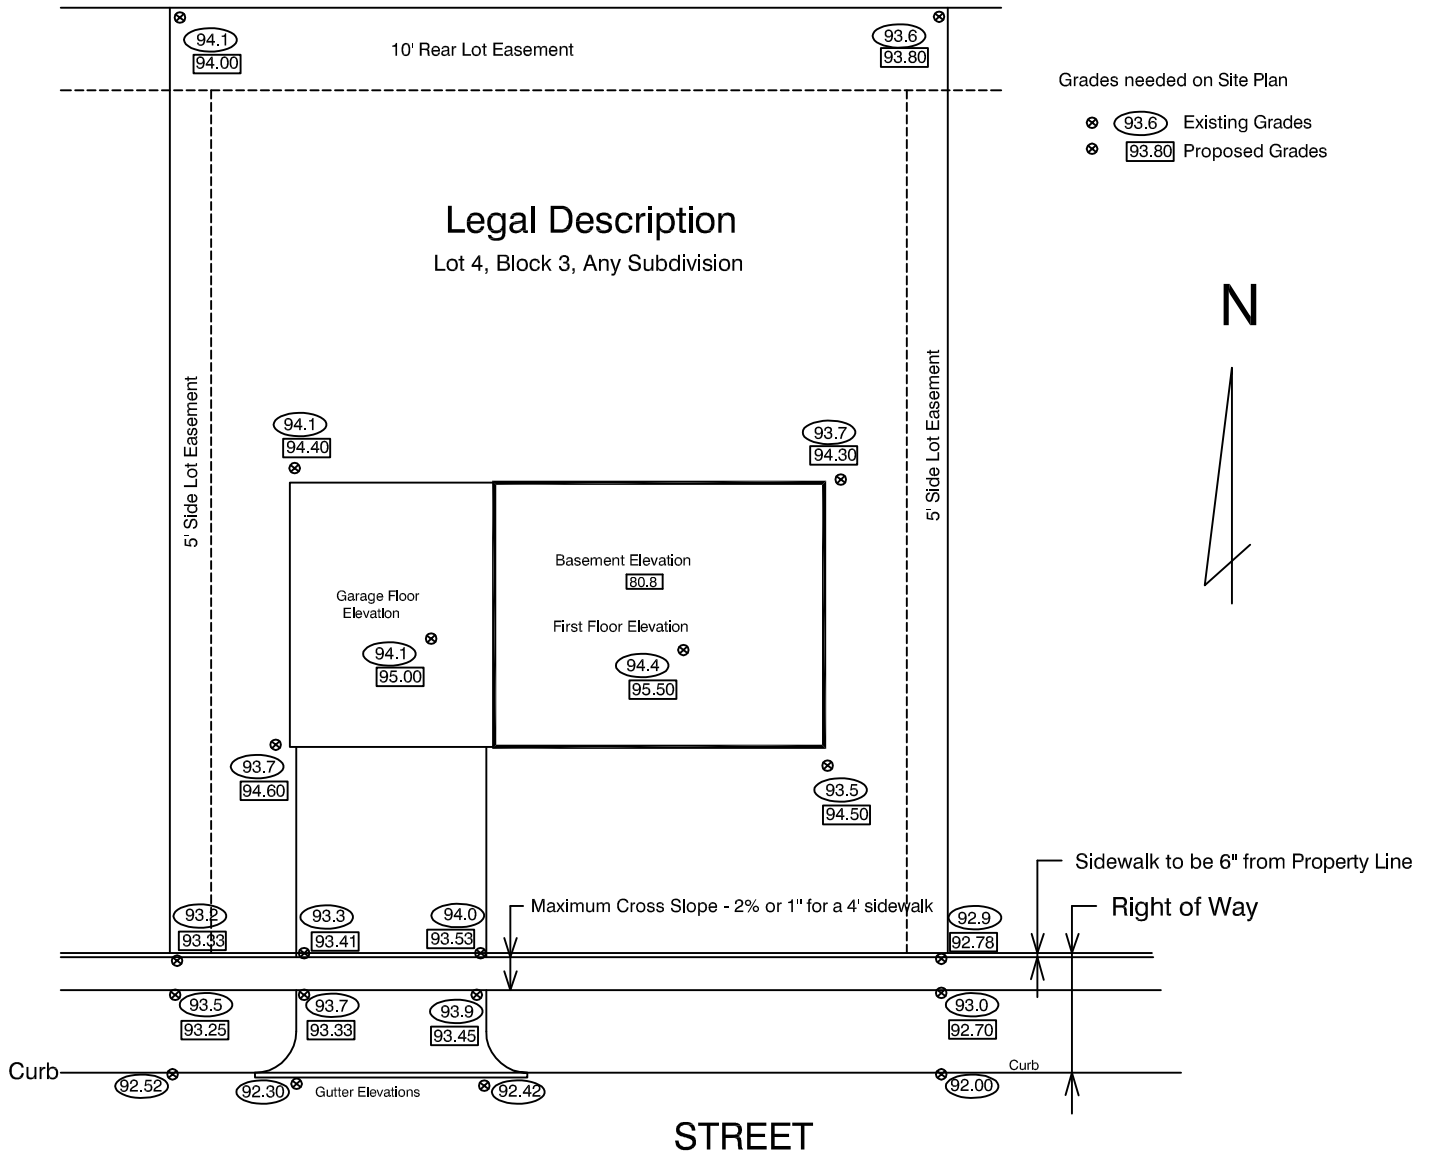 94.1
94.00
10' Rear Lot Easement
93.6
93.80
Grades needed on Site Plan
93.6 Existing Grades
93.80 Proposed Grades
Legal Description
Lot 4, Block 3, Any Subdivision
N
5' Side Lot Easement
5' Side Lot Easement
94.1
94.40
93.7
94.30
Basement Elevation
80.8
Garage Floor
Elevation
94.1
95.00
First Floor Elevation
94.4
95.50
93.7
94.60
93.5
94.50
Sidewalk to be 6" from Property Line
Right of Way
Maximum Cross Slope - 2% or 1" for a 4' sidewalk
93.2
93.33
93.3
93.41
94.0
93.53
92.9
92.78
93.5
93.25
93.7
93.33
93.9
93.45
93.0
92.70
Curb
Curb
92.52
92.30
Gutter Elevations
92.42
92.00
STREET